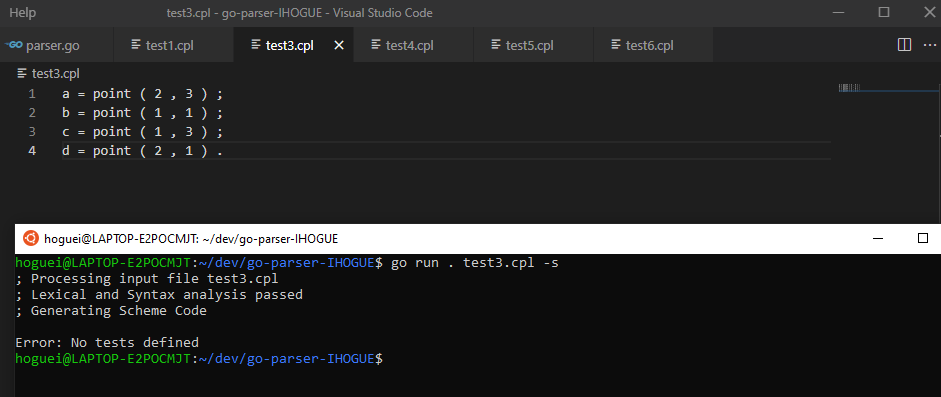 Help
test3.cpl - go-parser-IHOGUE - Visual Studio Code
GO parser.go
test1.cpl
test3.cpl
test4.cpl
test5.cpl
test6.cpl
test3.cpl
1 a = point ( 2 , 3 ) ;
2 b = point ( 1 , 1 ) ;
3 c = point ( 1 , 3 ) ;
4 d = point ( 2 , 1 ) .
hoguei@LAPTOP-E2POCMJT: ~/dev/go-parser-IHOGUE
hoguei@LAPTOP-E2POCMJT:~/dev/go-parser-IHOGUE$ go run . test3.cpl -s
; Processing input file test3.cpl
; Lexical and Syntax analysis passed
; Generating Scheme Code
Error: No tests defined
hoguei@LAPTOP-E2POCMJT:~/dev/go-parser-IHOGUE$